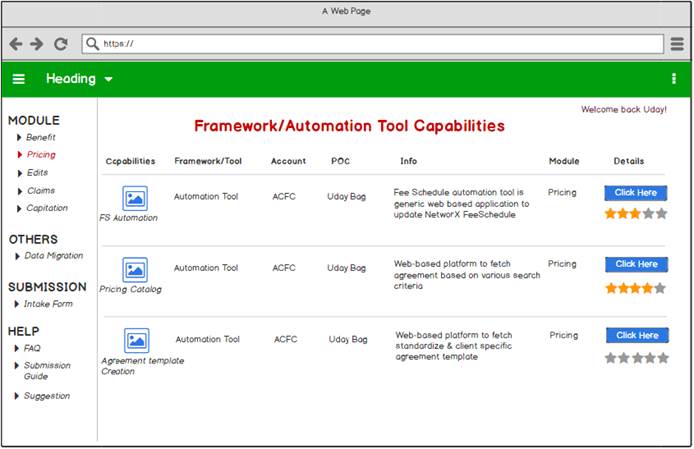 A Web Page
https://
Heading
Welcome back Uday!
Framework/Automation Tool Capabilities
MODULE
Benefit
Pricing
Edits
Claims
Capitation
OTHERS
Data Migration
SUBMISSION
Intake Form
HELP
FAQ
Submission
Guide
Suggestion
Cspbilities Framework/Tool Account POC Info Module Details
FS Automation
Automation Tool
ACFC
Uday Bag
Fee Schedule automation tool is
generic web based application to
update NetworX FeeSchedule
Pricing
Click Here
Pricing Catalog
Automation Tool
ACFC
Uday Bag
Web-based platform to fetch
agreement based on various search
criteria
Pricing
Click Here
Agreement template
Creation
Automation Tool
ACFC
Uday Bag
Web-based platform to fetch
standardize & client specific
agreement template
Pricing
Click Here